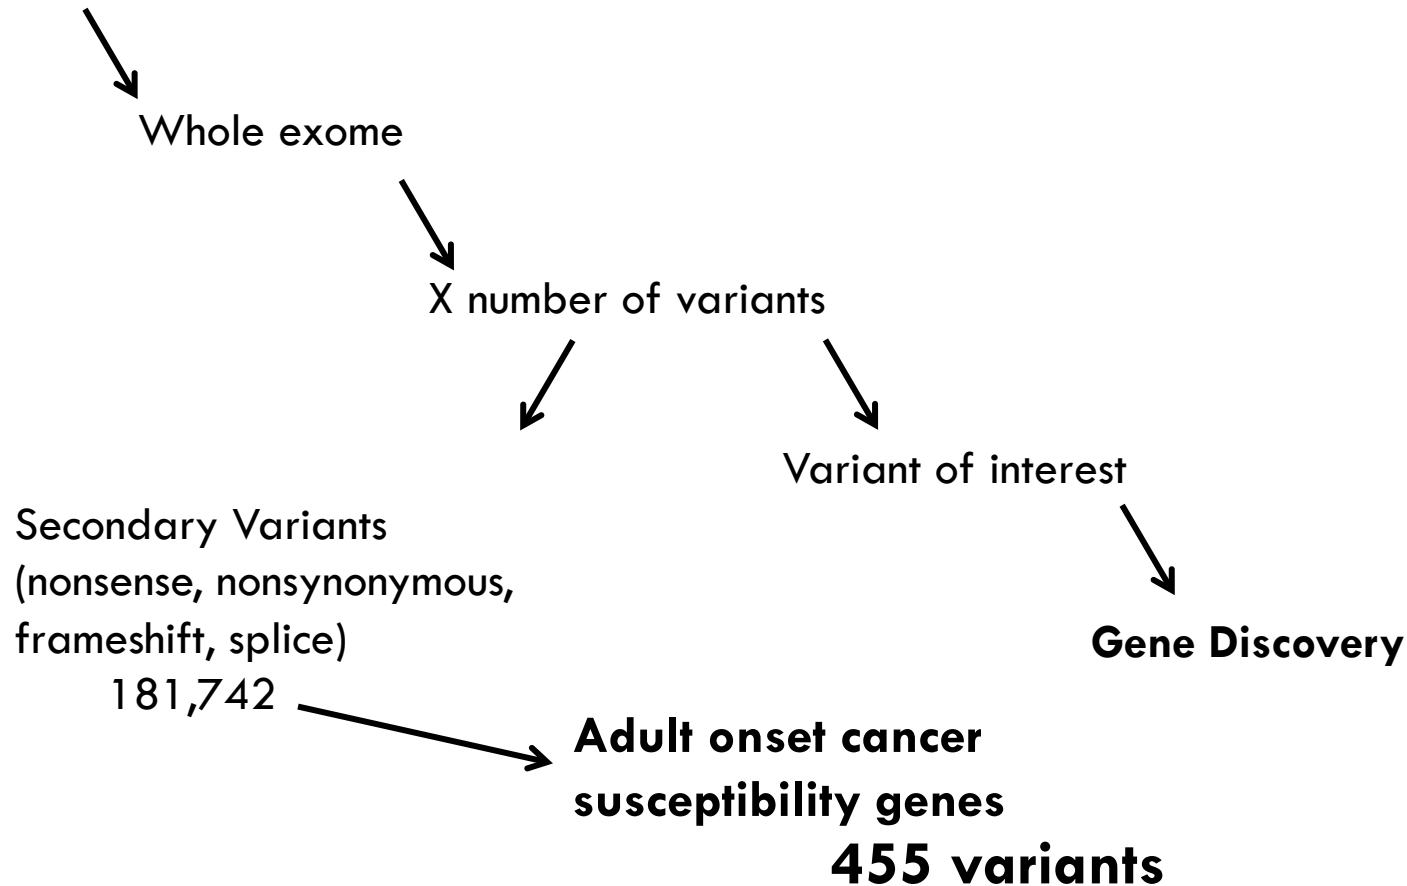 Whole exome
X number of variants
Variant of interest
Secondary Variants
(nonsense, nonsynonymous,
frameshift, splice)
181,742
Gene Discovery
Adult onset cancer
susceptibility genes
455 variants